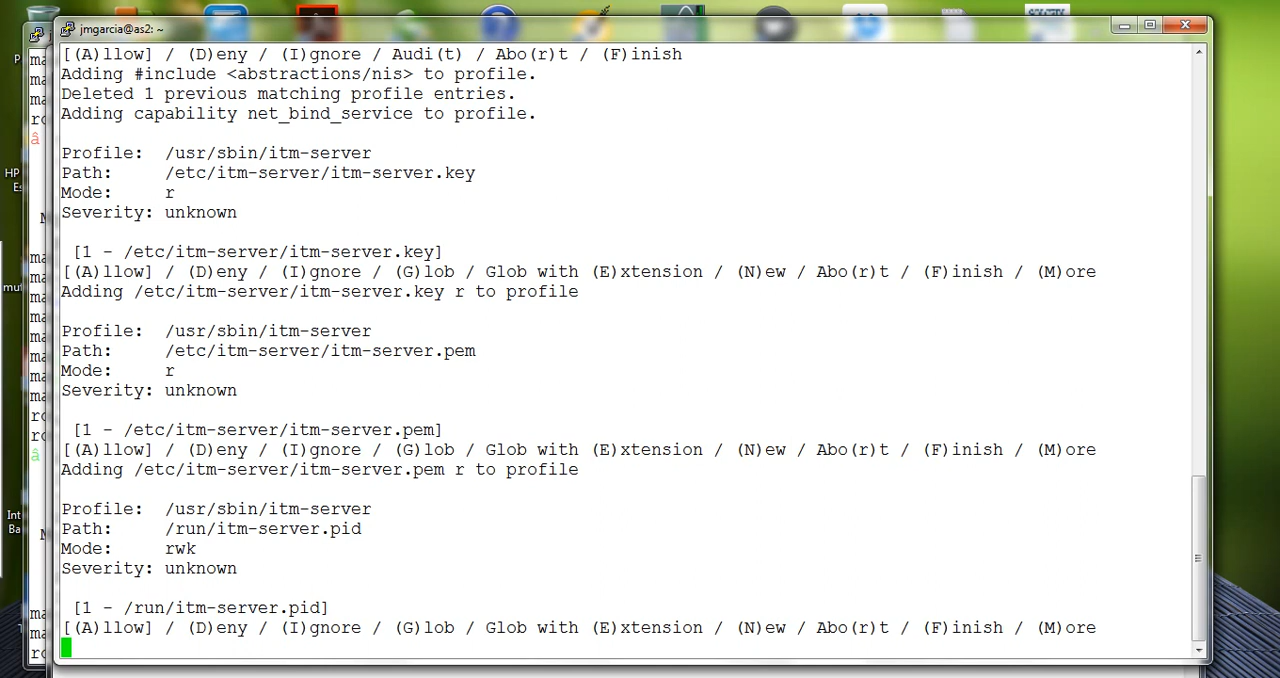 jmgarcia@as2: ~
[(A)llow] / (D)eny / (I)gnore / Audi(t) / Abo(r)t / (F)inish
Adding #include <abstractions/nis> to profile.
Deleted 1 previous matching profile entries.
Adding capability net_bind_service to profile.
Profile:  /usr/sbin/itm-server
Path:     /etc/itm-server/itm-server.key
Mode:     r
Severity: unknown
[1 - /etc/itm-server/itm-server.key]
[(A)llow] / (D)eny / (I)gnore / (G)lob / Glob with (E)xtension / (N)ew / Abo(r)t / (F)inish / (M)ore
Adding /etc/itm-server/itm-server.key r to profile
Profile:  /usr/sbin/itm-server
Path:     /etc/itm-server/itm-server.pem
Mode:     r
Severity: unknown
[1 - /etc/itm-server/itm-server.pem]
[(A)llow] / (D)eny / (I)gnore / (G)lob / Glob with (E)xtension / (N)ew / Abo(r)t / (F)inish / (M)ore
Adding /etc/itm-server/itm-server.pem r to profile
Profile:  /usr/sbin/itm-server
Path:     /run/itm-server.pid
Mode:     rwk
Severity: unknown
[1 - /run/itm-server.pid]
[(A)llow] / (D)eny / (I)gnore / (G)lob / Glob with (E)xtension / (N)ew / Abo(r)t / (F)inish / (M)ore